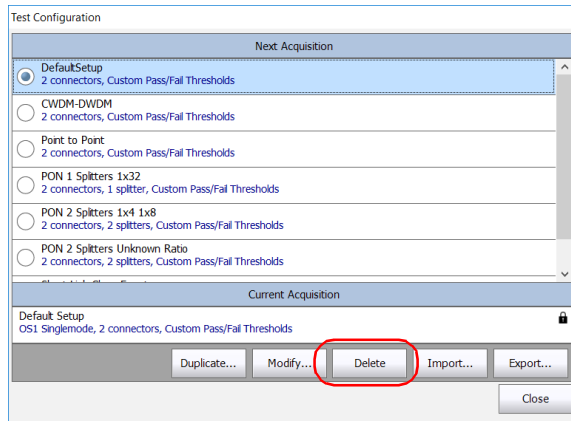 Test Configuration
Next Acquisition
DefaultSetup
2 connectors, Custom Pass/Fail Thresholds
CWDM-DWDM
2 connectors, Custom Pass/Fail Thresholds
Point to Point
2 connectors, Custom Pass/Fail Thresholds
PON 1 Splitters 1x32
2 connectors, 1 splitter, Custom Pass/Fail Thresholds
PON 2 Splitters 1x4 1x8
2 connectors, 2 splitters, Custom Pass/Fail Thresholds
PON 2 Splitters Unknown Ratio
2 connectors, 2 splitters, Custom Pass/Fail Thresholds
Current Acquisition
Default Setup
OS1 Singlemode, 2 connectors, Custom Pass/Fail Thresholds
Duplicate... Modify... Delete Import... Export...
Close